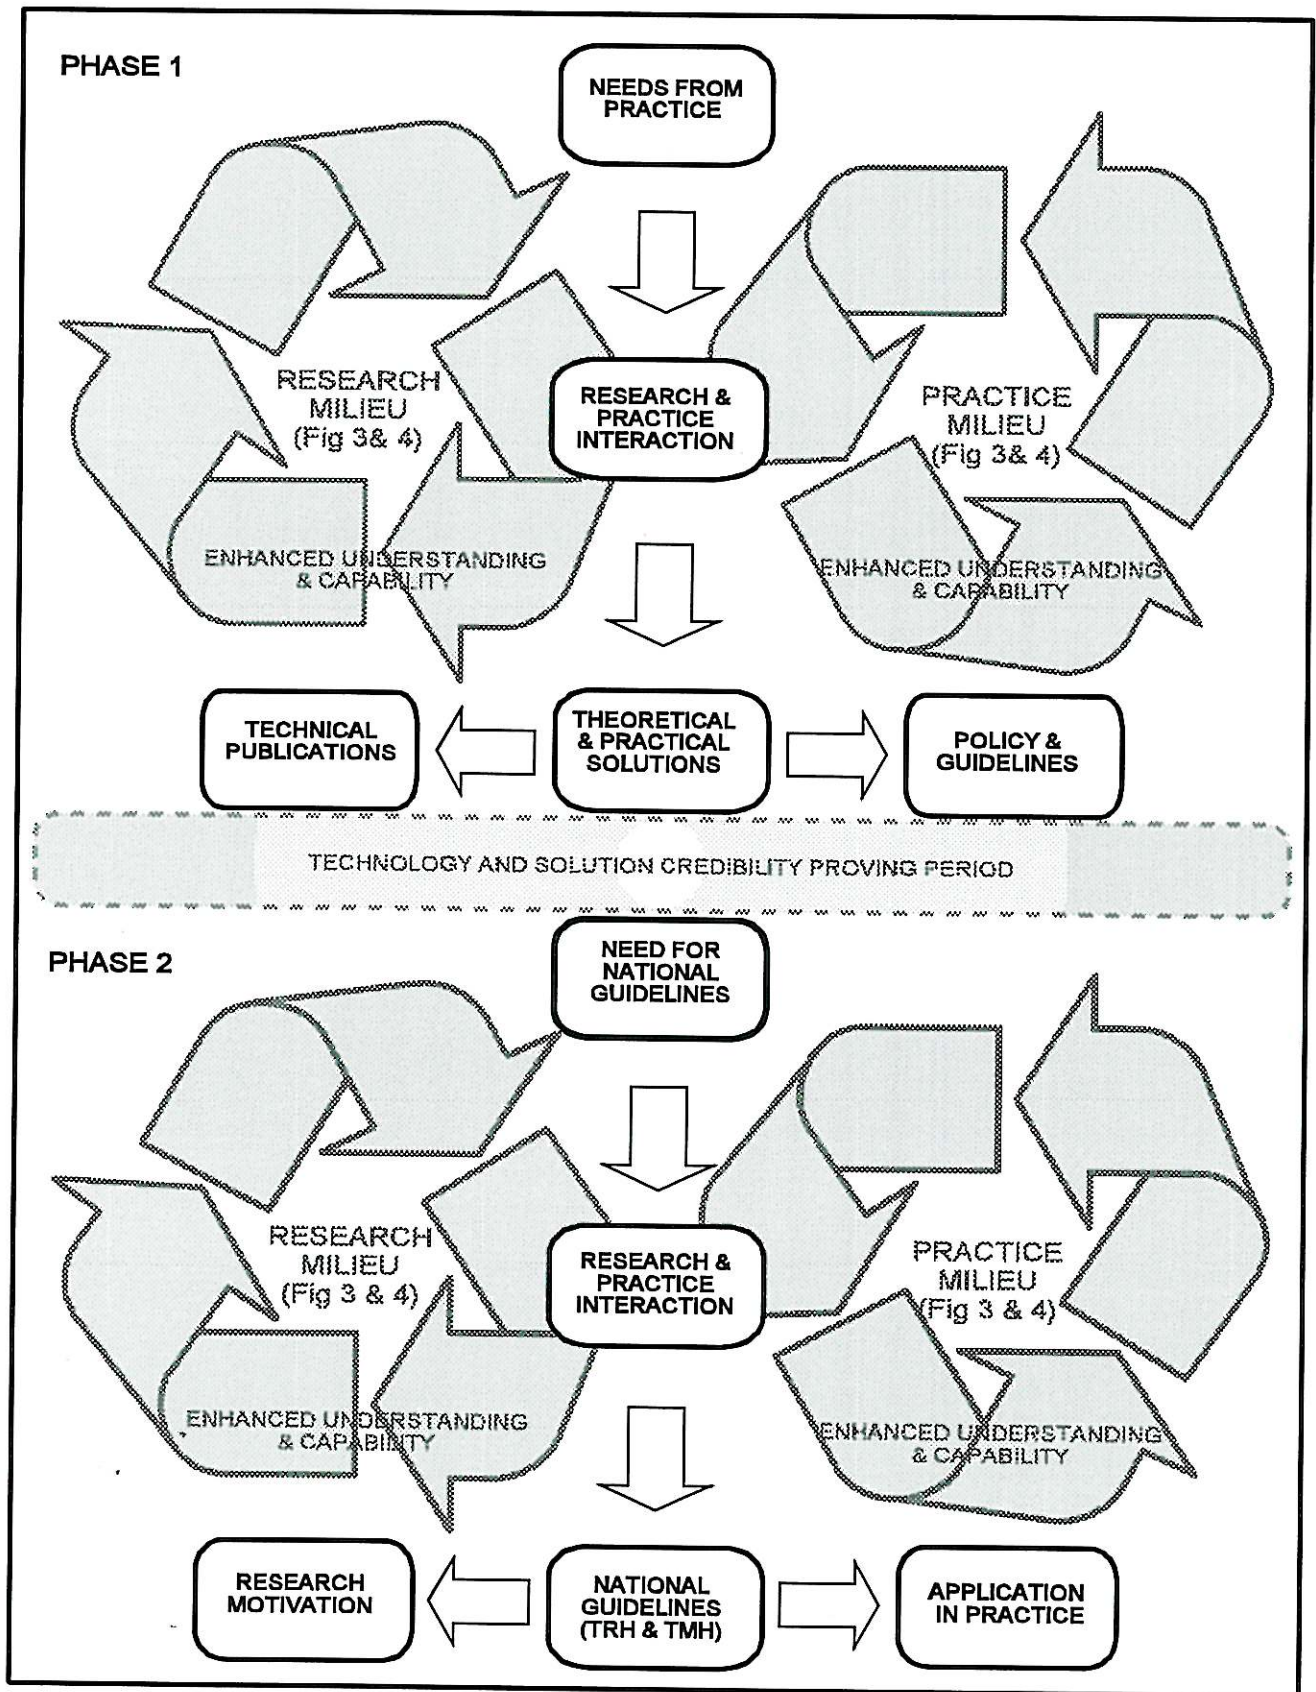 PHASE 1
NEEDS FROM
PRACTICE
RESEARCH
MILIEU
(Fig 3& 4)
RESEARCH &
PRACTICE
INTERACTION
PRACTICE
MILIEU
(Fig 3& 4)
ENHANCED UNDERSTANDING
& CAPABILITY
ENHANCED UNDERSTANDING
& CAPABILITY
TECHNICAL
PUBLICATIONS
THEORETICAL
& PRACTICAL
SOLUTIONS
POLICY &
GUIDELINES
TECHNOLOGY AND SOLUTION CREDIBILITY PROVING PERIOD
PHASE 2
NEED FOR
NATIONAL
GUIDELINES
RESEARCH
MILIEU
(Fig 3 & 4)
RESEARCH &
PRACTICE
INTERACTION
PRACTICE
MILIEU
(Fig 3 & 4)
ENHANCED UNDERSTANDING
& CAPABILITY
ENHANCED UNDERSTANDING
& CAPABILITY
RESEARCH
MOTIVATION
NATIONAL
GUIDELINES
(TRH & TMH)
APPLICATION
IN PRACTICE